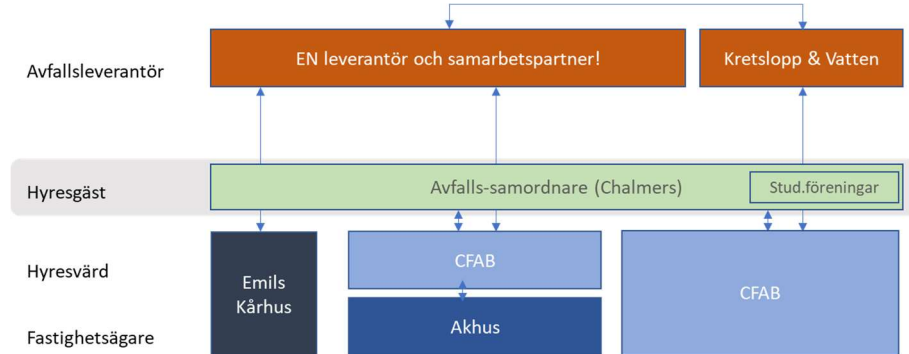 Avfallsleverantör
EN leverantör och samarbetspartner!
Kretslopp & Vatten
Hyresgäst
Avfalls-samordnare (Chalmers)
Stud.föreningar
Hyresvärd
Emils
Kårhus
CFAB
CFAB
Fastighetsägare
Akhus